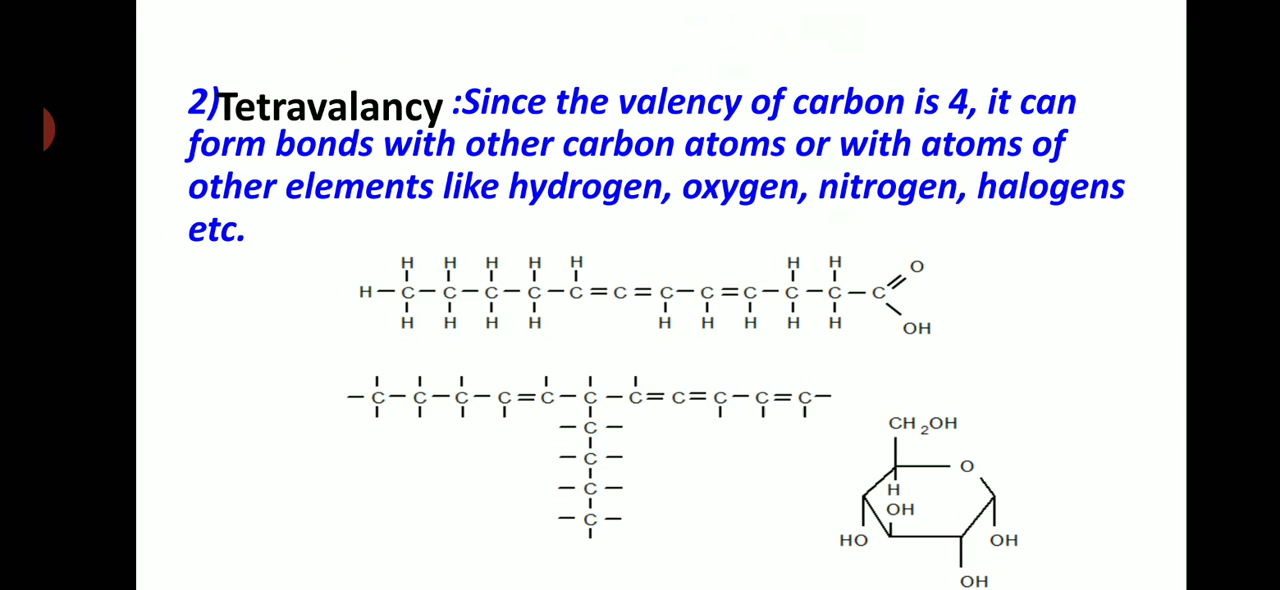 2)Tetravalancy :Since the valency of carbon is 4, it can
form bonds with other carbon atoms or with atoms of
other elements like hydrogen, oxygen, nitrogen, halogens
etc.
H H H H H H H O
H – C – C – C – C – C = C = C – C = C – C – C – C
H H H H H H H H H OH
– C – C – C – C = C – C – C = C = C – C = C –
– C –
– C –
– C –
– C –
CH2OH
O
H
OH
HO OH
OH